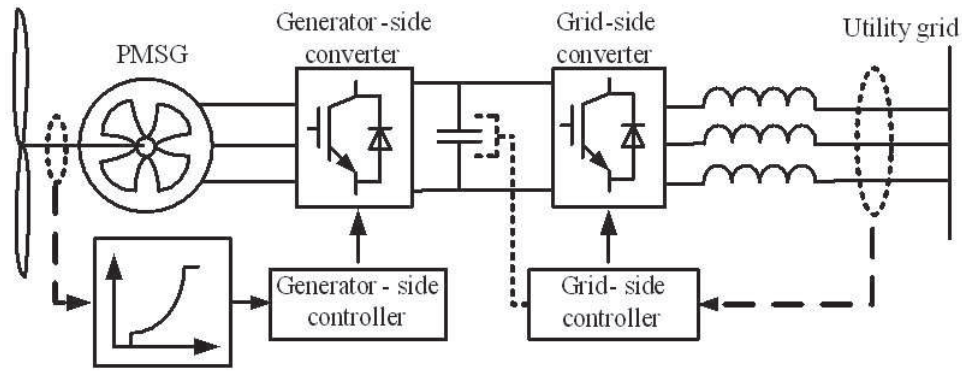 Generator-side
converter
Grid-side
converter
Utility grid
PMSG
Generator - side
controller
Grid- side
controller